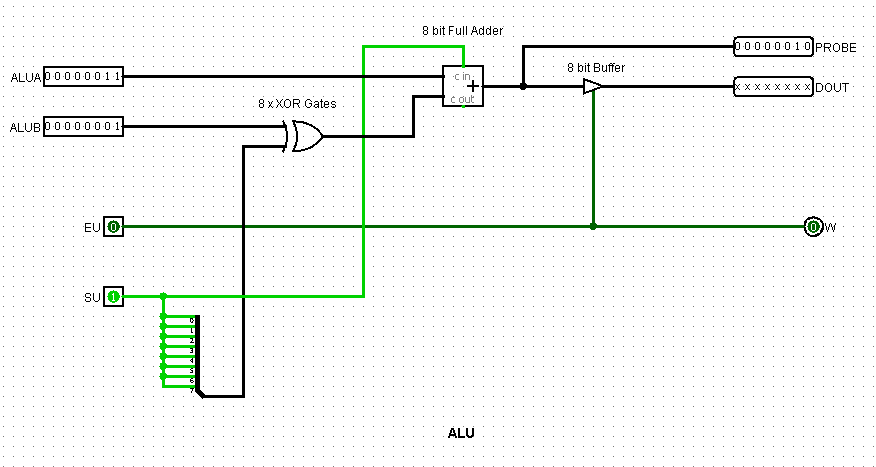 8 bit Full Adder
0 0 0 0 0 0 1 0 PROBE
8 bit Buffer
ALUA 0 0 0 0 0 0 1 1
c in
+
c out
x x x x x x x x DOUT
8 x XOR Gates
ALUB 0 0 0 0 0 0 0 1
EU 0
0 W
SU 1
0
1
2
3
4
5
6
7
ALU